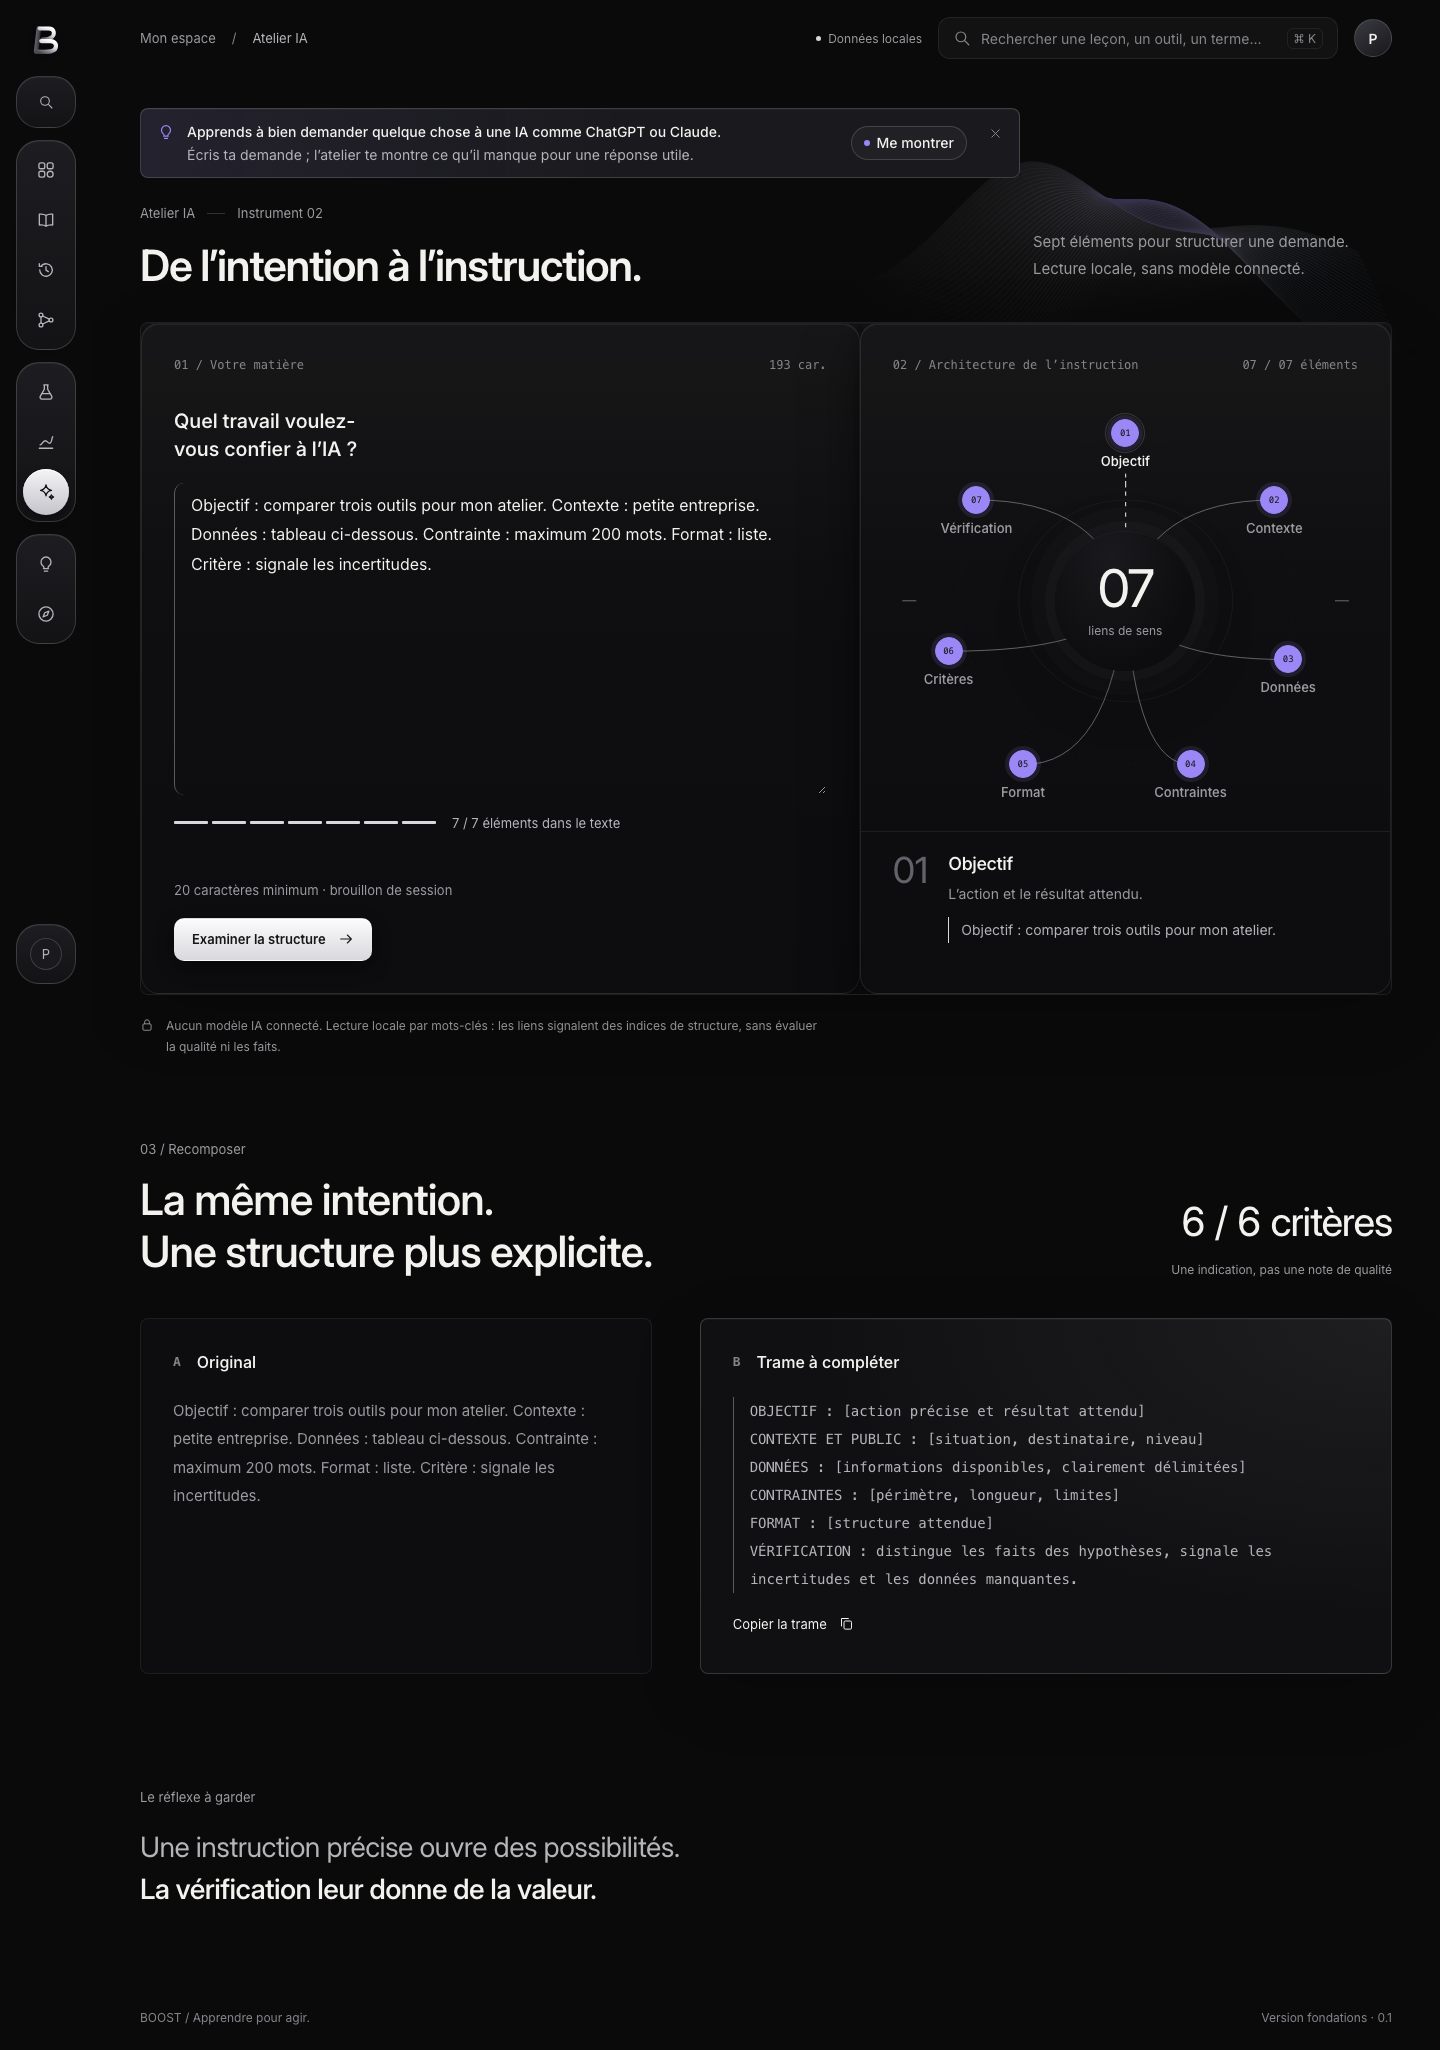 B
Mon espace / Atelier IA
Données locales
Rechercher une leçon, un outil, un terme…
⌘ K
P
Apprends à bien demander quelque chose à une IA comme ChatGPT ou Claude.
Écris ta demande ; l’atelier te montre ce qu’il manque pour une réponse utile.
Me montrer
Atelier IA — Instrument 02
De l’intention à l’instruction.
Sept éléments pour structurer une demande.
Lecture locale, sans modèle connecté.
01 / Votre matière
193 car.
Quel travail voulez-
vous confier à l’IA ?
Objectif : comparer trois outils pour mon atelier. Contexte : petite entreprise.
Données : tableau ci-dessous. Contrainte : maximum 200 mots. Format : liste.
Critère : signale les incertitudes.
7 / 7 éléments dans le texte
20 caractères minimum · brouillon de session
Examiner la structure →
02 / Architecture de l’instruction
07 / 07 éléments
01
Objectif
07
Vérification
02
Contexte
07
liens de sens
06
Critères
03
Données
05
Format
04
Contraintes
01
Objectif
L’action et le résultat attendu.
Objectif : comparer trois outils pour mon atelier.
P
Aucun modèle IA connecté. Lecture locale par mots-clés : les liens signalent des indices de structure, sans évaluer
la qualité ni les faits.
03 / Recomposer
La même intention.
Une structure plus explicite.
6 / 6 critères
Une indication, pas une note de qualité
A Original
Objectif : comparer trois outils pour mon atelier. Contexte :
petite entreprise. Données : tableau ci-dessous. Contrainte :
maximum 200 mots. Format : liste. Critère : signale les
incertitudes.
B Trame à compléter
OBJECTIF : [action précise et résultat attendu]
CONTEXTE ET PUBLIC : [situation, destinataire, niveau]
DONNÉES : [informations disponibles, clairement délimitées]
CONTRAINTES : [périmètre, longueur, limites]
FORMAT : [structure attendue]
VÉRIFICATION : distingue les faits des hypothèses, signale les
incertitudes et les données manquantes.
Copier la trame
Le réflexe à garder
Une instruction précise ouvre des possibilités.
La vérification leur donne de la valeur.
BOOST / Apprendre pour agir.
Version fondations · 0.1